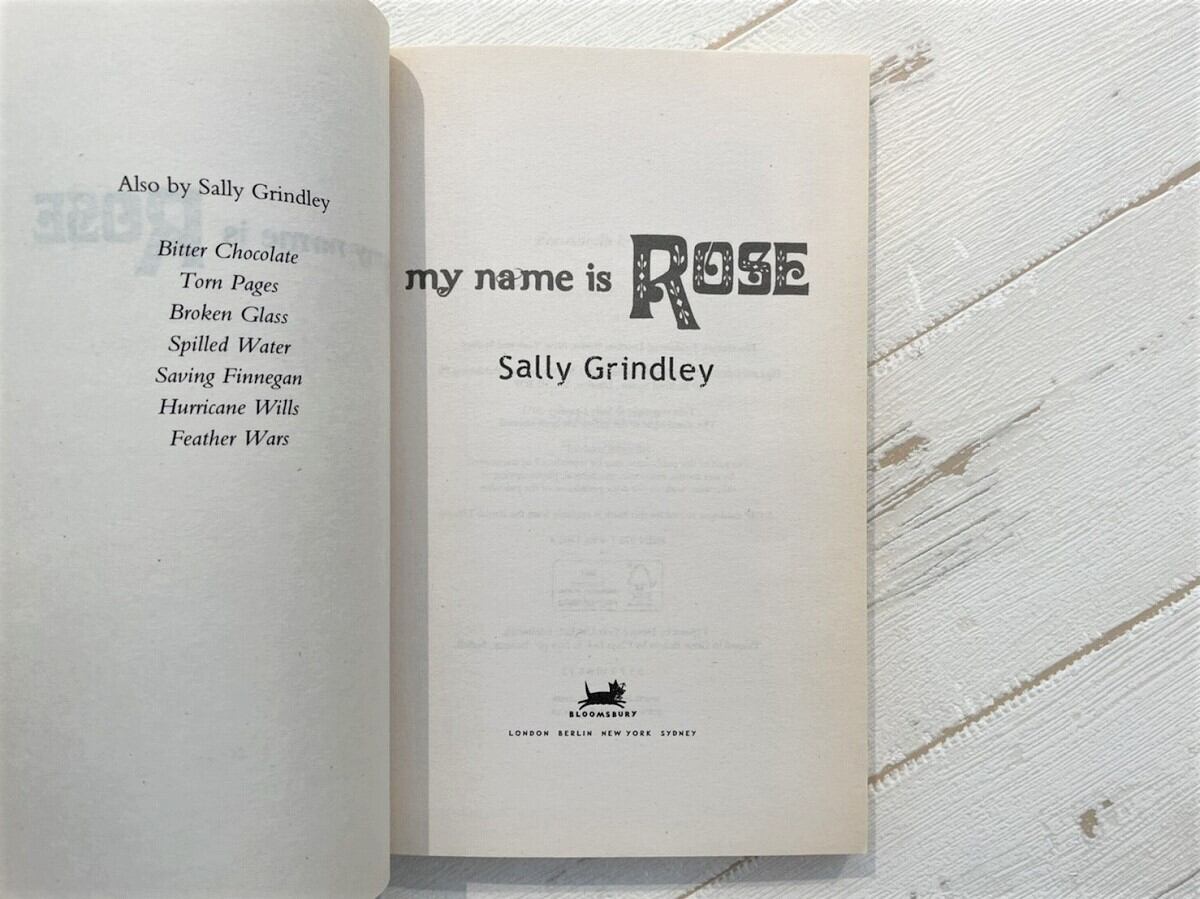 Also by Sally Grindley
Bitter Chocolate
Torn Pages
Broken Glass
Spilled Water
Saving Finnegan
Hurricane Wills
Feather Wars
my name is ROSE
Sally Grindley
BLOOMSBURY
LONDON BERLIN NEW YORK SYDNEY